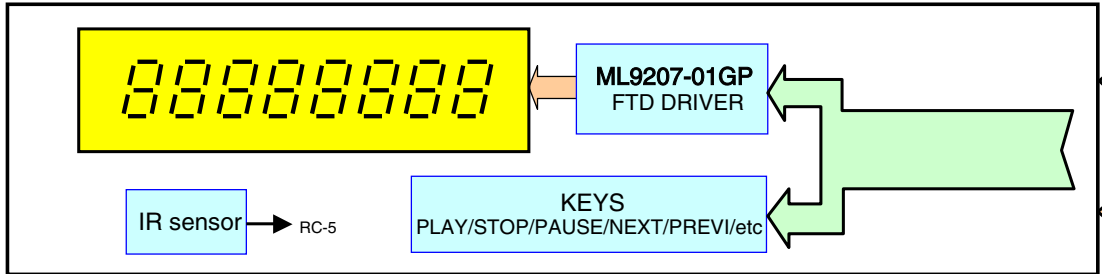 88888888
ML9207-01GP
FTD DRIVER
KEYS
PLAY/STOP/PAUSE/NEXT/PREVI/etc
IR sensor
RC-5